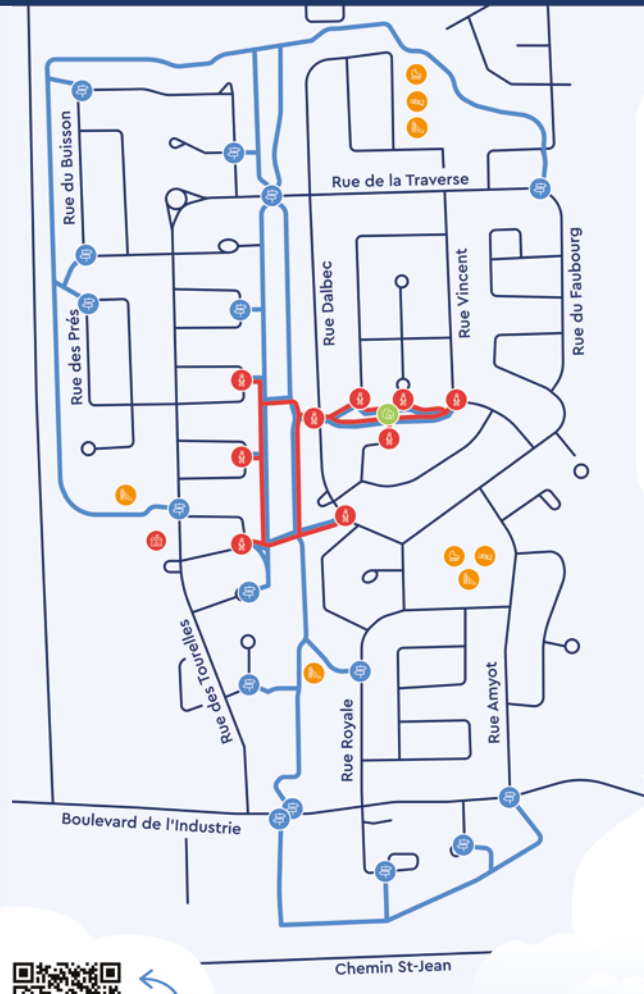 Rue du Buisson
Rue de la Traverse
Rue Dalbec
Rue Vincent
Rue du Faubourg
Rue des Prés
Rue des Tourelles
Rue Royale
Rue Amyot
Boulevard de l'Industrie
Chemin St-Jean